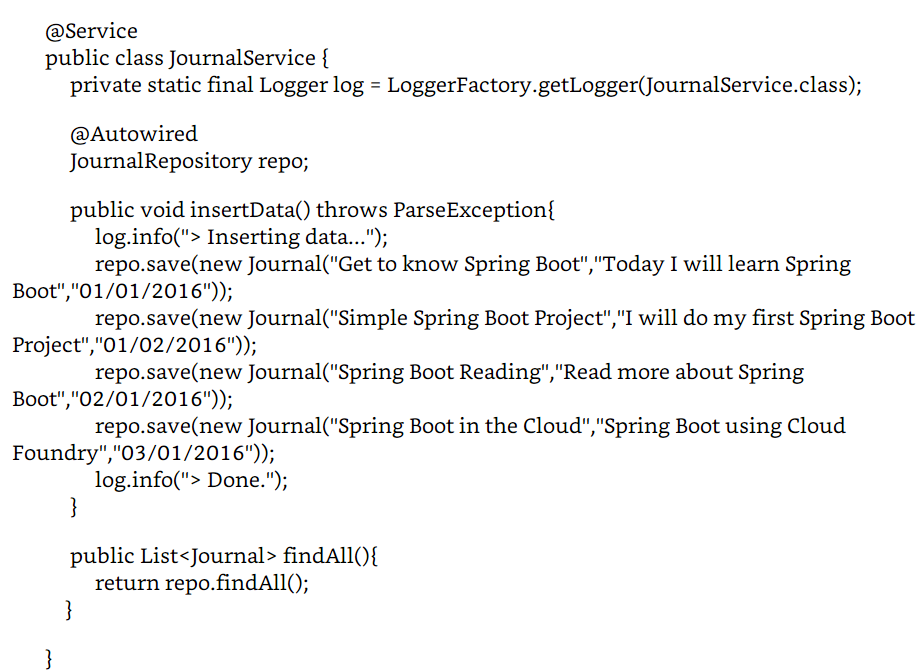 @Service
public class JournalService {
private static final Logger log = LoggerFactory.getLogger(JournalService.class);
@Autowired
JournalRepository repo;
public void insertData() throws ParseException{
log.info("> Inserting data...");
repo.save(new Journal("Get to know Spring Boot","Today I will learn Spring
Boot","01/01/2016"));
repo.save(new Journal("Simple Spring Boot Project","I will do my first Spring Boot
Project","01/02/2016"));
repo.save(new Journal("Spring Boot Reading","Read more about Spring
Boot","02/01/2016"));
repo.save(new Journal("Spring Boot in the Cloud","Spring Boot using Cloud
Foundry","03/01/2016"));
log.info("> Done.");
}
public List<Journal> findAll(){
return repo.findAll();
}
}